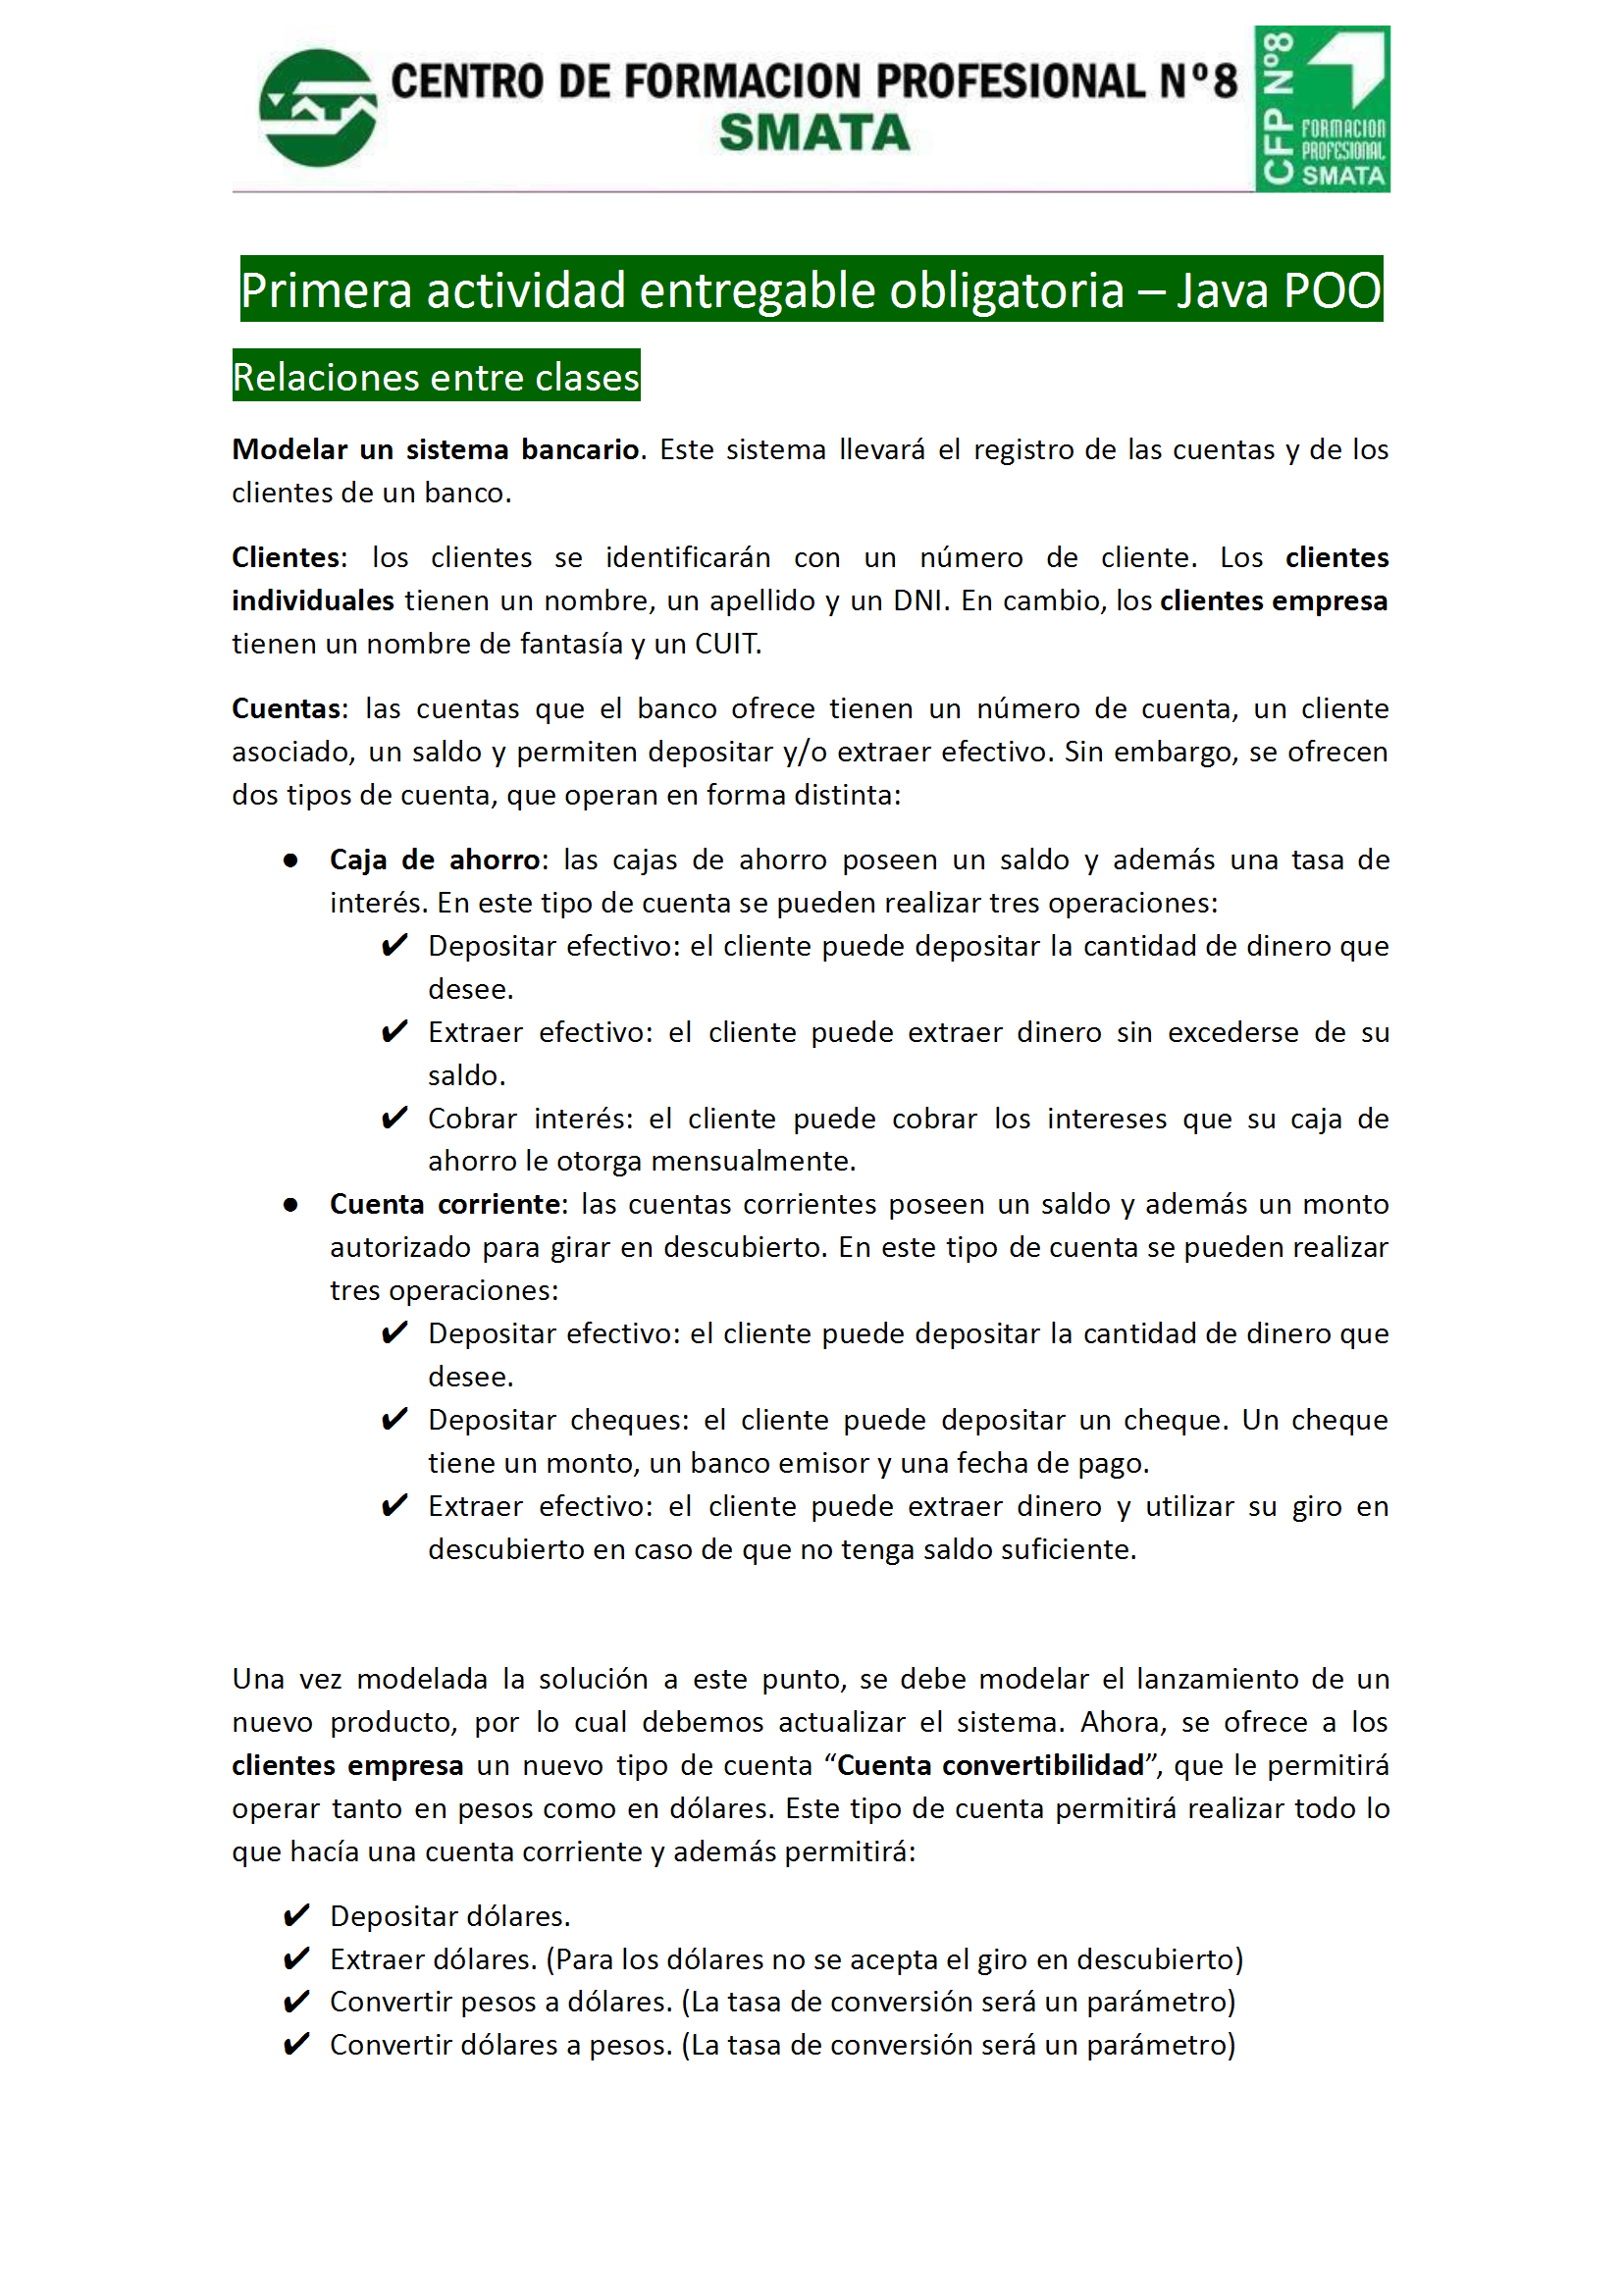 CENTRO DE FORMACION PROFESIONAL Nº8
SMATA
CFP Nº8
FORMACION
PROFESIONAL
SMATA
Primera actividad entregable obligatoria – Java POO
Relaciones entre clases
Modelar un sistema bancario. Este sistema llevará el registro de las cuentas y de los
clientes de un banco.
Clientes: los clientes se identificarán con un número de cliente. Los clientes
individuales tienen un nombre, un apellido y un DNI. En cambio, los clientes empresa
tienen un nombre de fantasía y un CUIT.
Cuentas: las cuentas que el banco ofrece tienen un número de cuenta, un cliente
asociado, un saldo y permiten depositar y/o extraer efectivo. Sin embargo, se ofrecen
dos tipos de cuenta, que operan en forma distinta:
● Caja de ahorro: las cajas de ahorro poseen un saldo y además una tasa de
interés. En este tipo de cuenta se pueden realizar tres operaciones:
✔ Depositar efectivo: el cliente puede depositar la cantidad de dinero que
desee.
✔ Extraer efectivo: el cliente puede extraer dinero sin excederse de su
saldo.
✔ Cobrar interés: el cliente puede cobrar los intereses que su caja de
ahorro le otorga mensualmente.
● Cuenta corriente: las cuentas corrientes poseen un saldo y además un monto
autorizado para girar en descubierto. En este tipo de cuenta se pueden realizar
tres operaciones:
✔ Depositar efectivo: el cliente puede depositar la cantidad de dinero que
desee.
✔ Depositar cheques: el cliente puede depositar un cheque. Un cheque
tiene un monto, un banco emisor y una fecha de pago.
✔ Extraer efectivo: el cliente puede extraer dinero y utilizar su giro en
descubierto en caso de que no tenga saldo suficiente.
Una vez modelada la solución a este punto, se debe modelar el lanzamiento de un
nuevo producto, por lo cual debemos actualizar el sistema. Ahora, se ofrece a los
clientes empresa un nuevo tipo de cuenta “Cuenta convertibilidad”, que le permitirá
operar tanto en pesos como en dólares. Este tipo de cuenta permitirá realizar todo lo
que hacía una cuenta corriente y además permitirá:
✔ Depositar dólares.
✔ Extraer dólares. (Para los dólares no se acepta el giro en descubierto)
✔ Convertir pesos a dólares. (La tasa de conversión será un parámetro)
✔ Convertir dólares a pesos. (La tasa de conversión será un parámetro)